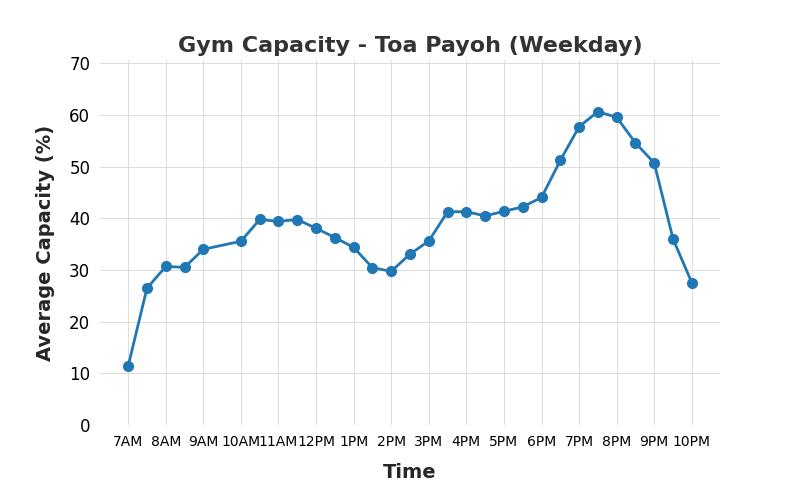 Gym Capacity - Toa Payoh (Weekday)
70
60
50
40
30
20
10
0
Average Capacity (%)
7AM 8AM 9AM 10AM 11AM 12PM 1PM 2PM 3PM 4PM 5PM 6PM 7PM 8PM 9PM 10PM
Time